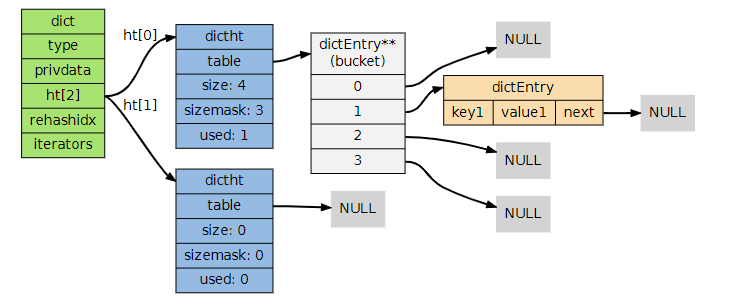 dict
type
privdata
ht[2]
rehashidx
iterators
ht[0]
ht[1]
dictht
table
size: 4
sizemask: 3
used: 1
dictht
table
size: 0
sizemask: 0
used: 0
dictEntry**
(bucket)
0
1
2
3
NULL
dictEntry
key1 value1 next
NULL
NULL
NULL
NULL